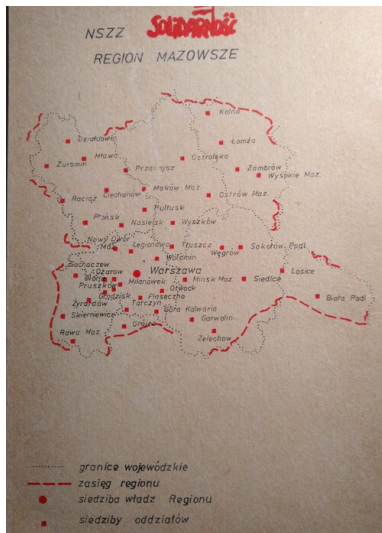 NSZZ SOLIDARNOŚĆ
REGION MAZOWSZE
Kolno
Działdowo
Łomża
Mława
Ostrołęka
Żuromin
Przasnysz
Zambrów
Wysokie Maz.
Ciechanów
Maków Maz.
Ostrów Maz.
Raciąż
Pułtusk
Płońsk
Nasielsk
Wyszków
Nowy Dwór
Maz.
Legionowo
Tłuszcz
Węgrów
Sokołów Ppdl.
Wołomin
Sochaczew
Ożarów
Warszawa
Łosice
Błonie
Milanówek
Mińsk Maz.
Siedlce
Pruszków
Otwock
Grodzisk
Piaseczno
Biała Podl.
Żyrardów
Tarczyn
Góra Kalwaria
Skierniewice
Grójec
Garwolin
Rawa Maz.
Żelechów
granice wojewódzkie
zasięg regionu
siedziba władz Regionu
siedziby oddziałów